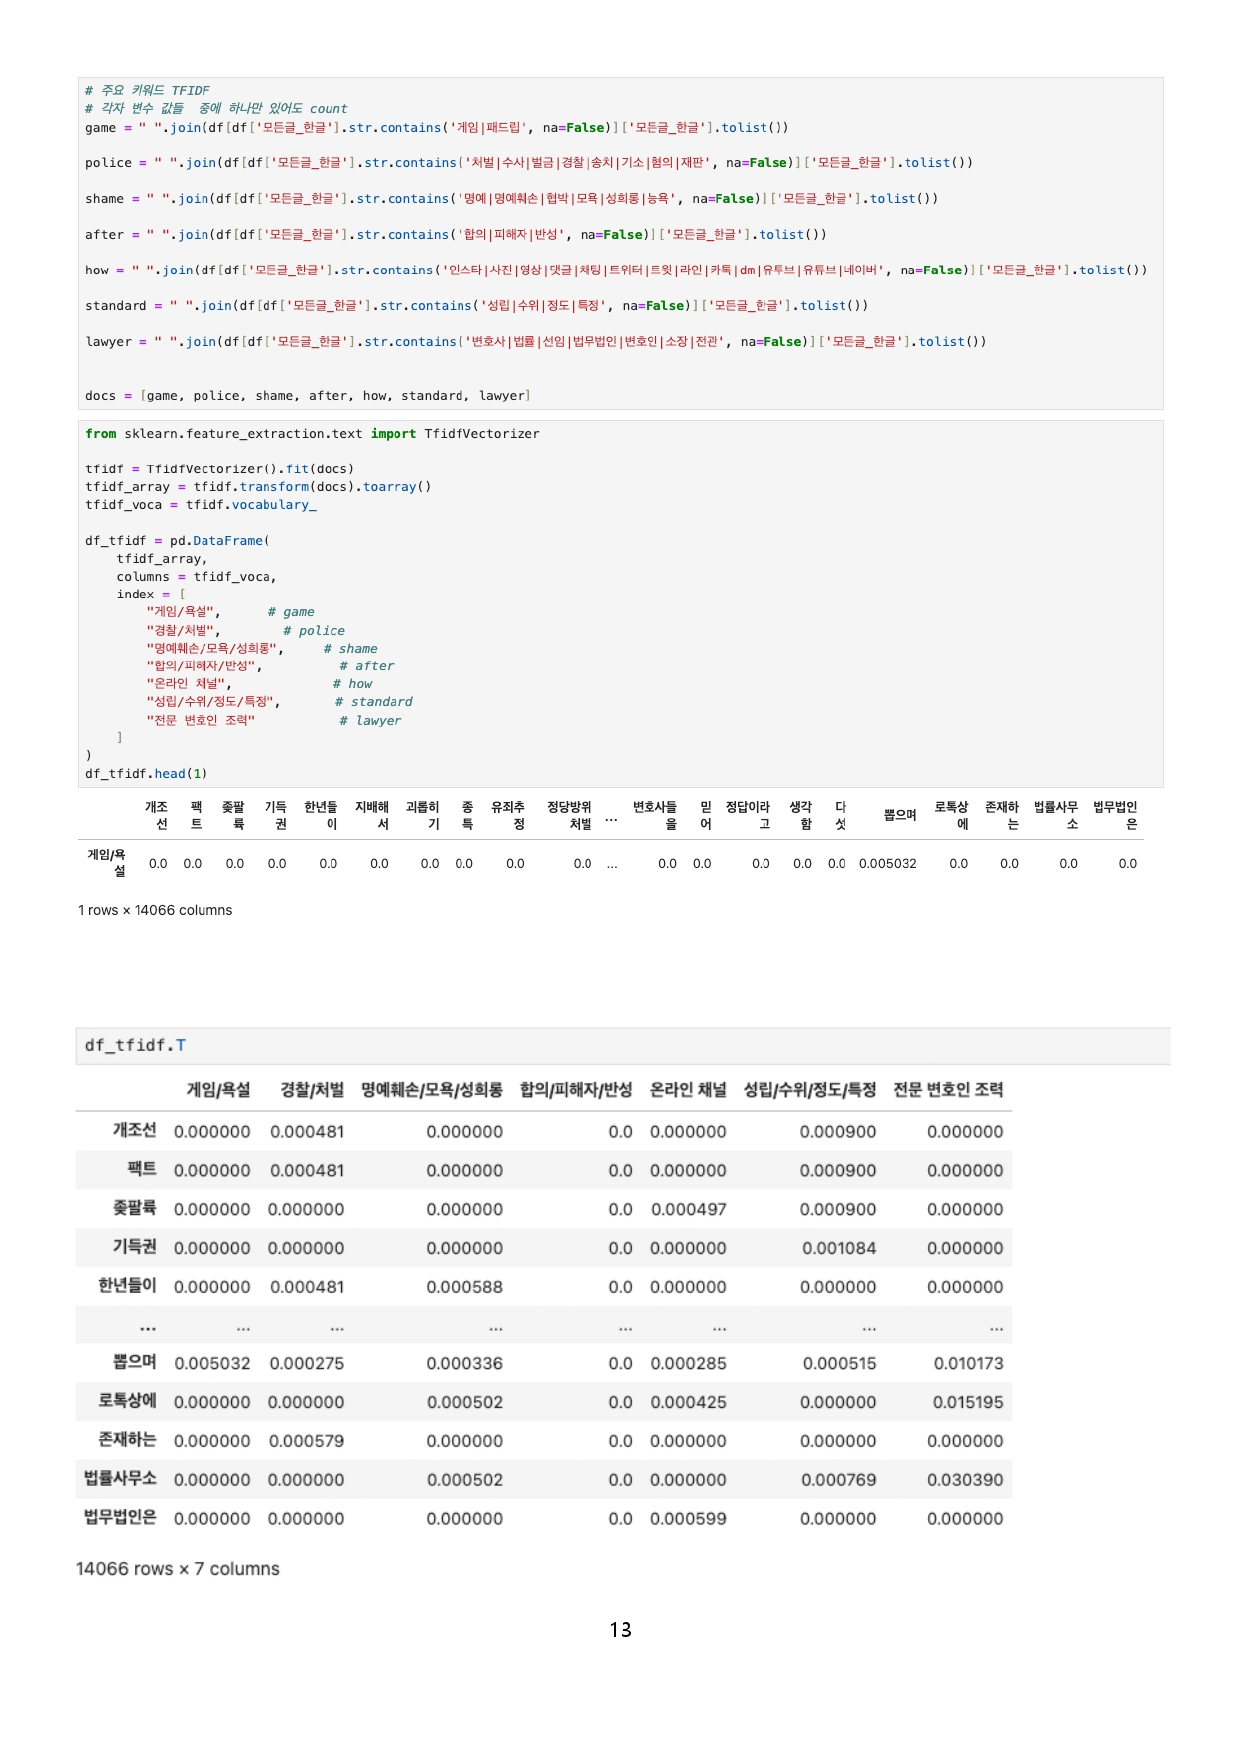 # 주요 키워드 TFIDF
# 각자 변수 값들  중에 하나만 있어도 count
game = " ".join(df[df['모든글_한글'].str.contains('게임|패드립', na=False)]['모든글_한글'].tolist())
police = " ".join(df[df['모든글_한글'].str.contains('처벌|수사|벌금|경찰|송치|기소|혐의|재판', na=False)]['모든글_한글'].tolist())
shame = " ".join(df[df['모든글_한글'].str.contains('명예|명예훼손|협박|모욕|성희롱|능욕', na=False)]['모든글_한글'].tolist())
after = " ".join(df[df['모든글_한글'].str.contains('합의|피해자|반성', na=False)]['모든글_한글'].tolist())
how = " ".join(df[df['모든글_한글'].str.contains('인스타|사진|영상|댓글|채팅|트위터|트윗|라인|카톡|dm|유투브|유튜브|네이버', na=False)]['모든글_한글'].tolist())
standard = " ".join(df[df['모든글_한글'].str.contains('성립|수위|정도|특정', na=False)]['모든글_한글'].tolist())
lawyer = " ".join(df[df['모든글_한글'].str.contains('변호사|법률|선임|법무법인|변호인|소장|전관', na=False)]['모든글_한글'].tolist())
docs = [game, police, shame, after, how, standard, lawyer]
from sklearn.feature_extraction.text import TfidfVectorizer
tfidf = TfidfVectorizer().fit(docs)
tfidf_array = tfidf.transform(docs).toarray()
tfidf_voca = tfidf.vocabulary_
df_tfidf = pd.DataFrame(
    tfidf_array,
    columns = tfidf_voca,
    index = [
        "게임/욕설",      # game
        "경찰/처벌",        # police
        "명예훼손/모욕/성희롱",     # shame
        "합의/피해자/반성",          # after
        "온라인 채널",             # how
        "성립/수위/정도/특정",       # standard
        "전문 변호인 조력"           # lawyer
    ]
)
df_tfidf.head(1)
개조 팩 좆팔 기득 한년들 지배해 괴롭히 종 유죄추 정당방위 ... 변호사들 믿 정답이라 생각 다 뽑으며 로톡상 존재하 법률사무 법무법인
선 트 륙 권 이 서 기 특 정 처벌 을 어 고 함 섯 에 는 소 은
게임/욕설 0.0 0.0 0.0 0.0 0.0 0.0 0.0 0.0 0.0 0.0 ... 0.0 0.0 0.0 0.0 0.0 0.005032 0.0 0.0 0.0 0.0
1 rows × 14066 columns
df_tfidf.T
게임/욕설 경찰/처벌 명예훼손/모욕/성희롱 합의/피해자/반성 온라인 채널 성립/수위/정도/특정 전문 변호인 조력
개조선 0.000000 0.000481 0.000000 0.0 0.000000 0.000900 0.000000
팩트 0.000000 0.000481 0.000000 0.0 0.000000 0.000900 0.000000
좆팔륙 0.000000 0.000000 0.000000 0.0 0.000497 0.000900 0.000000
기득권 0.000000 0.000000 0.000000 0.0 0.000000 0.001084 0.000000
한년들이 0.000000 0.000481 0.000588 0.0 0.000000 0.000000 0.000000
... ... ... ... ... ... ... ...
뽑으며 0.005032 0.000275 0.000336 0.0 0.000285 0.000515 0.010173
로톡상에 0.000000 0.000000 0.000502 0.0 0.000425 0.000000 0.015195
존재하는 0.000000 0.000579 0.000000 0.0 0.000000 0.000000 0.000000
법률사무소 0.000000 0.000000 0.000502 0.0 0.000000 0.000769 0.030390
법무법인은 0.000000 0.000000 0.000000 0.0 0.000599 0.000000 0.000000
14066 rows × 7 columns
13